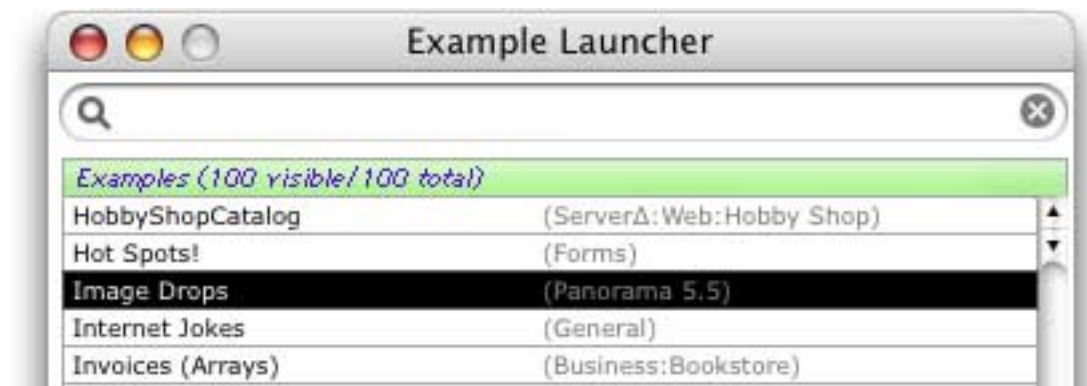 Example Launcher
Examples (100 visible/100 total)
HobbyShopCatalog (Server∆:Web:Hobby Shop)
Hot Spots! (Forms)
Image Drops (Panorama 5.5)
Internet Jokes (General)
Invoices (Arrays) (Business:Bookstore)